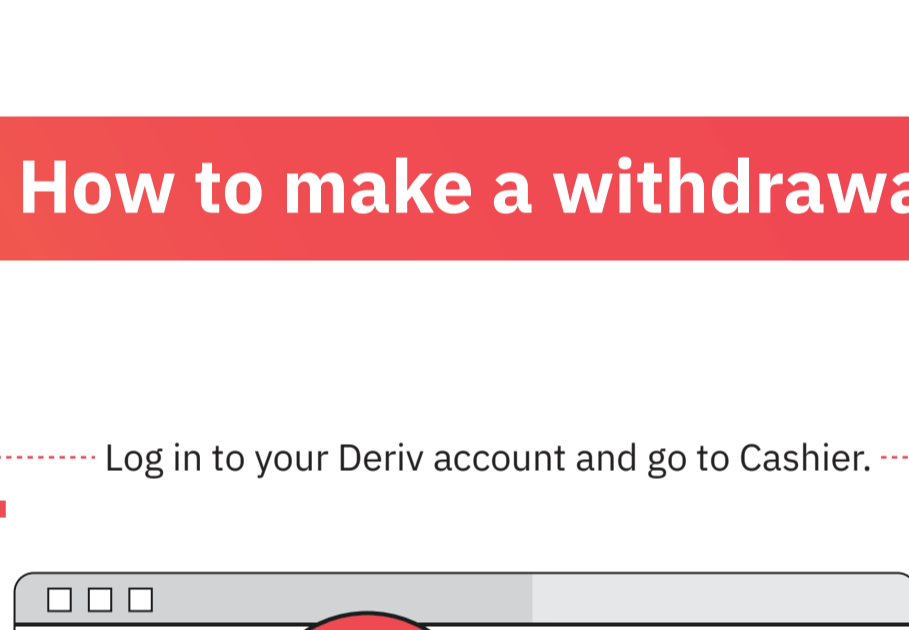 How to make a withdrawa
Log in to your Deriv account and go to Cashier.